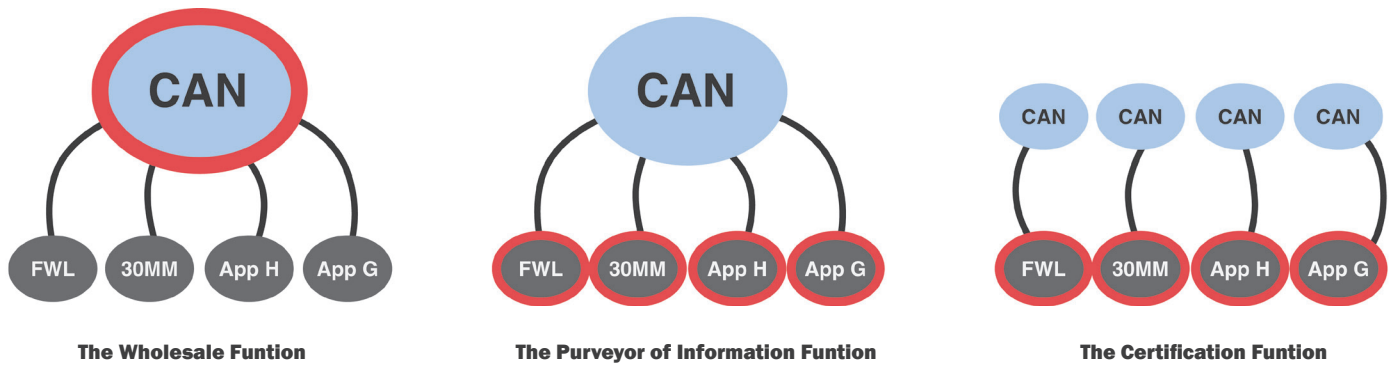 CAN
FWL 30MM App H App G
The Wholesale Funtion
CAN
FWL 30MM App H App G
The Purveyor of Information Funtion
CAN CAN CAN CAN
FWL 30MM App H App G
The Certification Funtion